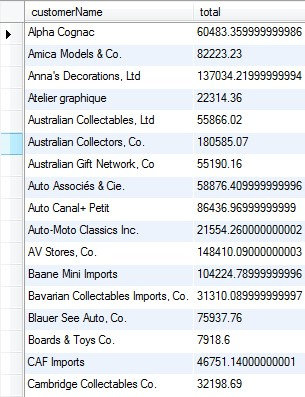 customerName total
Alpha Cognac 60483.359999999986
Amica Models & Co. 82223.23
Anna's Decorations, Ltd 137034.21999999994
Atelier graphique 22314.36
Australian Collectables, Ltd 55866.02
Australian Collectors, Co. 180585.07
Australian Gift Network, Co 55190.16
Auto Associés & Cie. 58876.409999999996
Auto Canal+ Petit 86436.96999999999
Auto-Moto Classics Inc. 21554.260000000002
AV Stores, Co. 148410.09000000003
Baane Mini Imports 104224.78999999996
Bavarian Collectables Imports, Co. 31310.089999999997
Blauer See Auto, Co. 75937.76
Boards & Toys Co. 7918.6
CAF Imports 46751.14000000001
Cambridge Collectables Co. 32198.69